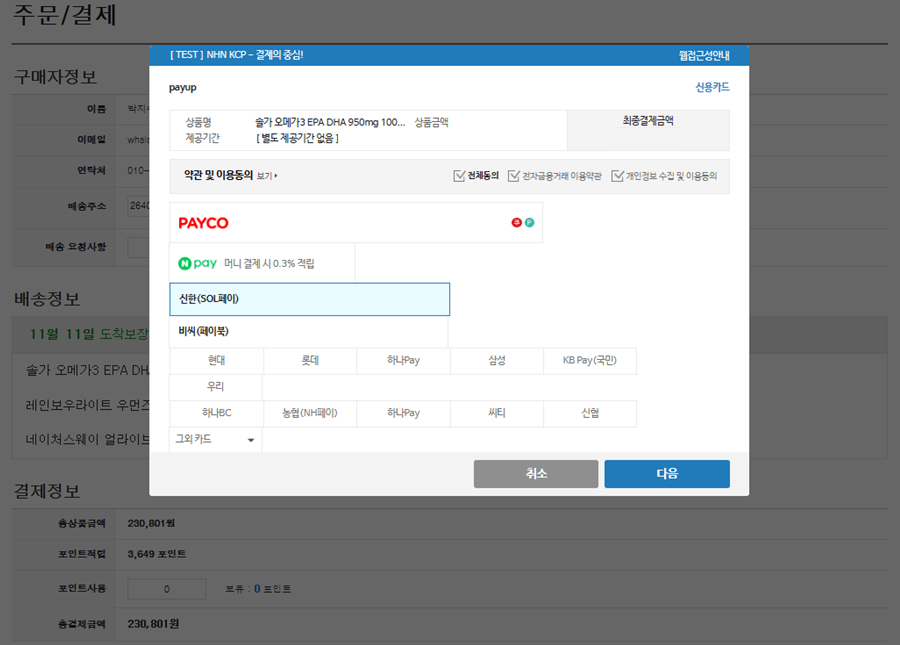 주문/결제
[ TEST ] NHN KCP - 결제의 중심!
웹접근성안내
구매자정보
payup
신용카드
이름
박지
상품명
솔가 오메가3 EPA DHA 950mg 100...
상품금액
최종결제금액
제공기간
[ 별도 제공기간 없음 ]
이메일
whals
연락처
010-
약관 및 이용동의 보기
전체동의
전자금융거래 이용약관
개인정보 수집 및 이용동의
배송주소
2640
PAYCO
P
배송 요청사항
N pay 머니 결제 시 0.3% 적립
배송정보
신한(SOL페이)
11월 11일 도착보장
비씨(페이북)
솔가 오메가3 EPA DH
현대
롯데
하나Pay
삼성
KB Pay(국민)
우리
레인보우라이트 우먼즈
하나BC
농협(NH페이)
하나Pay
씨티
신협
네이쳐스웨이 얼라이브
그외 카드
취소
다음
결제정보
총상품금액
230,801원
포인트적립
3,649 포인트
포인트사용
0
보유 : 0 포인트
총결제금액
230,801원